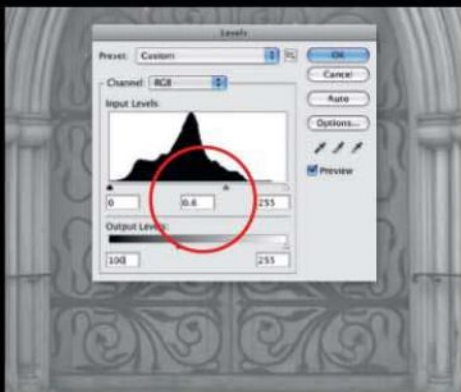 Levels
Preset: Custom
OK
Cancel
Channel: RGB
Auto
Input Levels:
Options...
Preview
0 0.6 255
Output Levels:
100 255